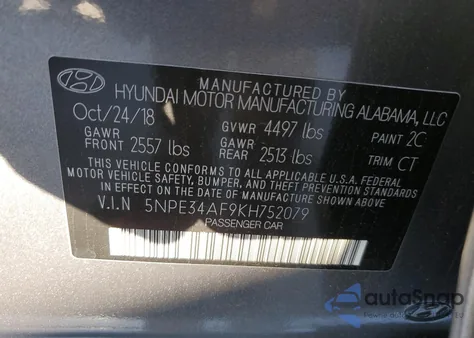 MANUFACTURED BY
HYUNDAI MOTOR MANUFACTURING ALABAMA, LLC
Oct/24/18 GVWR 4497 lbs PAINT 2C
GAWR FRONT 2557 lbs GAWR REAR 2513 lbs TRIM CT
THIS VEHICLE CONFORMS TO ALL APPLICABLE U.S.A. FEDERAL
MOTOR VEHICLE SAFETY, BUMPER, AND THEFT PREVENTION STANDARDS
IN EFFECT ON THE DATE OF MANUFACTURE SHOWN ABOVE.
V.I.N 5NPE34AF9KH752079
PASSENGER CAR
autoSnap